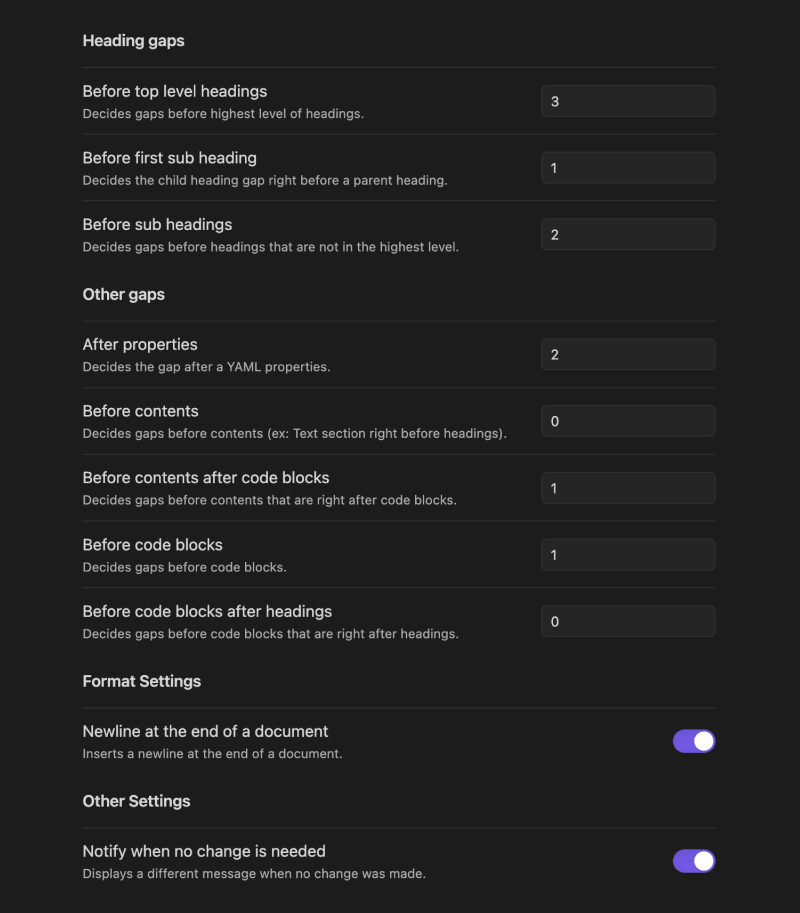 Heading gaps
Before top level headings
3
Decides gaps before highest level of headings.
Before first sub heading
1
Decides the child heading gap right before a parent heading.
Before sub headings
2
Decides gaps before headings that are not in the highest level.
Other gaps
After properties
2
Decides the gap after a YAML properties.
Before contents
0
Decides gaps before contents (ex: Text section right before headings).
Before contents after code blocks
1
Decides gaps before contents that are right after code blocks.
Before code blocks
1
Decides gaps before code blocks.
Before code blocks after headings
0
Decides gaps before code blocks that are right after headings.
Format Settings
Newline at the end of a document
Inserts a newline at the end of a document.
Other Settings
Notify when no change is needed
Displays a different message when no change was made.